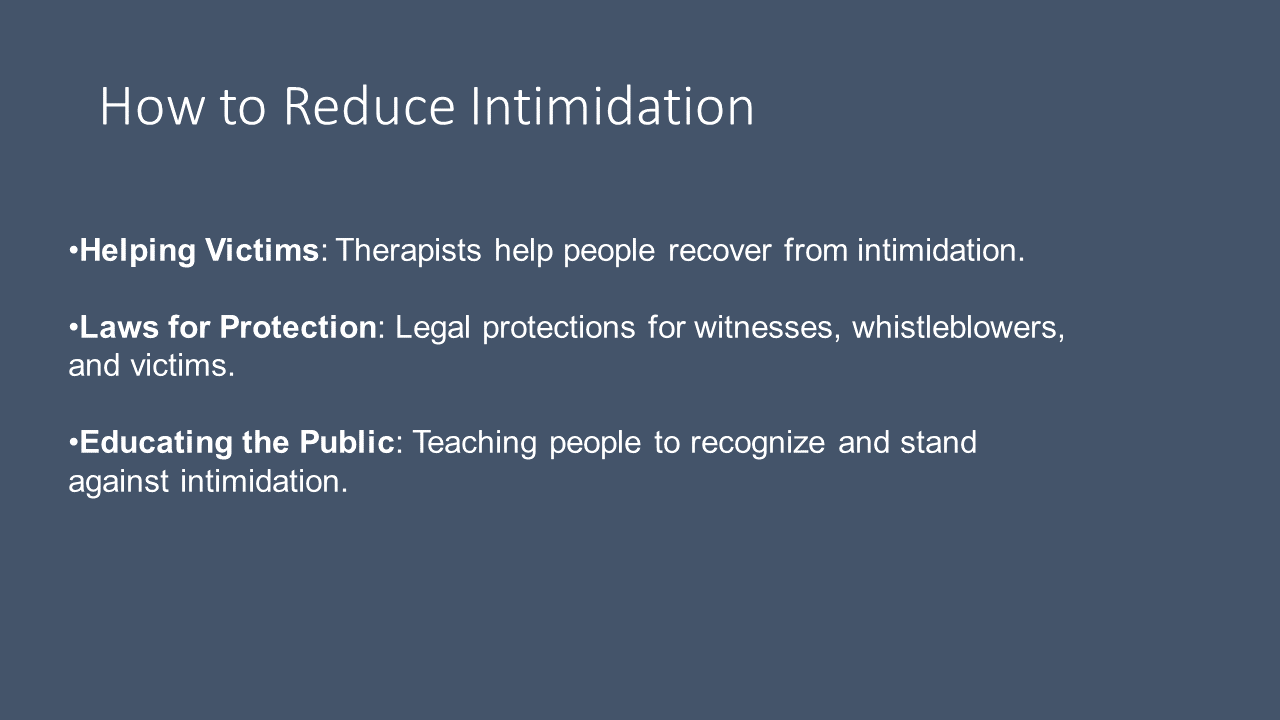 How to Reduce Intimidation
•Helping Victims: Therapists help people recover from intimidation.
•Laws for Protection: Legal protections for witnesses, whistleblowers,
and victims.
•Educating the Public: Teaching people to recognize and stand
against intimidation.